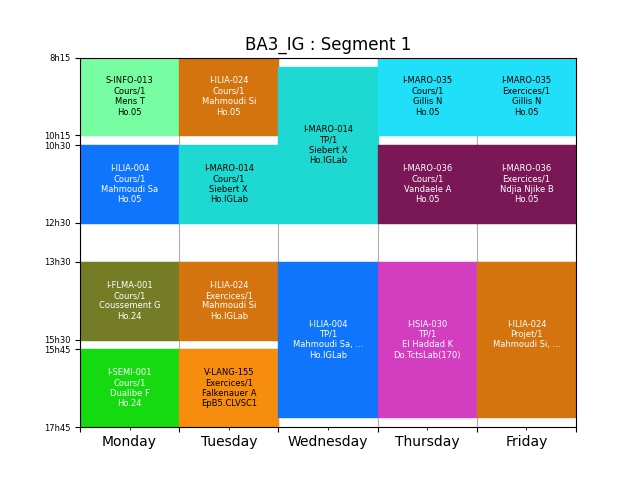 BA3_IG : Segment 1
8h15
10h15
10h30
12h30
13h30
15h30
15h45
17h45
S-INFO-013
Cours/1
Mens T
Ho.05
I-ILIA-024
Cours/1
Mahmoudi Si
Ho.05
I-MARO-014
TP/1
Siebert X
Ho.IGLab
I-MARO-035
Cours/1
Gillis N
Ho.05
I-MARO-035
Exercices/1
Gillis N
Ho.05
I-ILIA-004
Cours/1
Mahmoudi Sa
Ho.05
I-MARO-014
Cours/1
Siebert X
Ho.IGLab
I-MARO-036
Cours/1
Vandaele A
Ho.05
I-MARO-036
Exercices/1
Ndjia Njike B
Ho.05
I-FLMA-001
Cours/1
Coussement G
Ho.24
I-ILIA-024
Exercices/1
Mahmoudi Si
Ho.IGLab
I-ILIA-004
TP/1
Mahmoudi Sa, ...
Ho.IGLab
I-ISIA-030
TP/1
El Haddad K
Do.TctsLab(170)
I-ILIA-024
Projet/1
Mahmoudi Si, ...
I-SEMI-001
Cours/1
Dualibe F
Ho.24
V-LANG-155
Exercices/1
Falkenauer A
EpB5.CLVSC1
Monday
Tuesday
Wednesday
Thursday
Friday